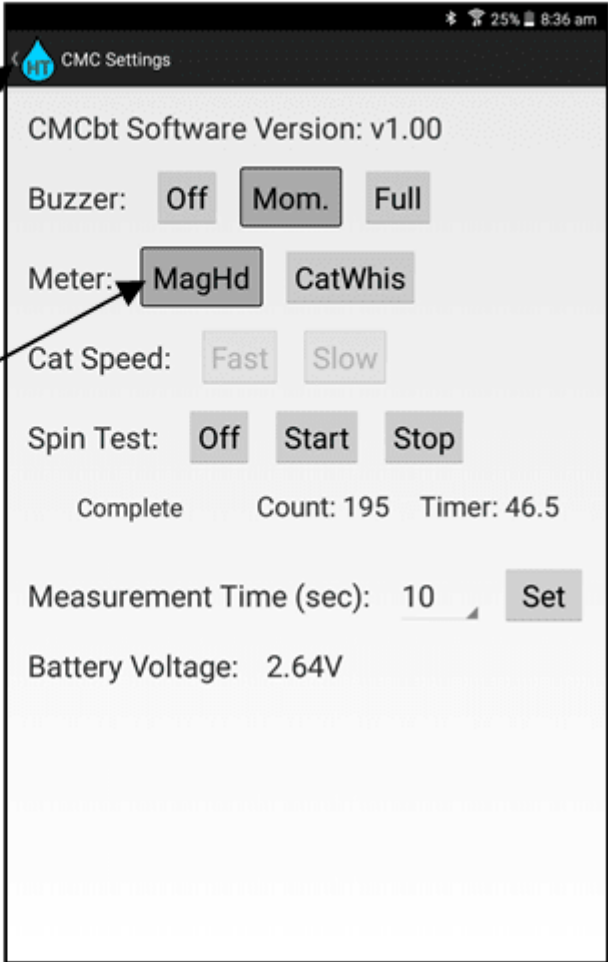 25% 8:36 am
HT CMC Settings
CMCbt Software Version: v1.00
Buzzer: Off Mom. Full
Meter: MagHd CatWhis
Cat Speed: Fast Slow
Spin Test: Off Start Stop
Complete Count: 195 Timer: 46.5
Measurement Time (sec): 10 Set
Battery Voltage: 2.64V